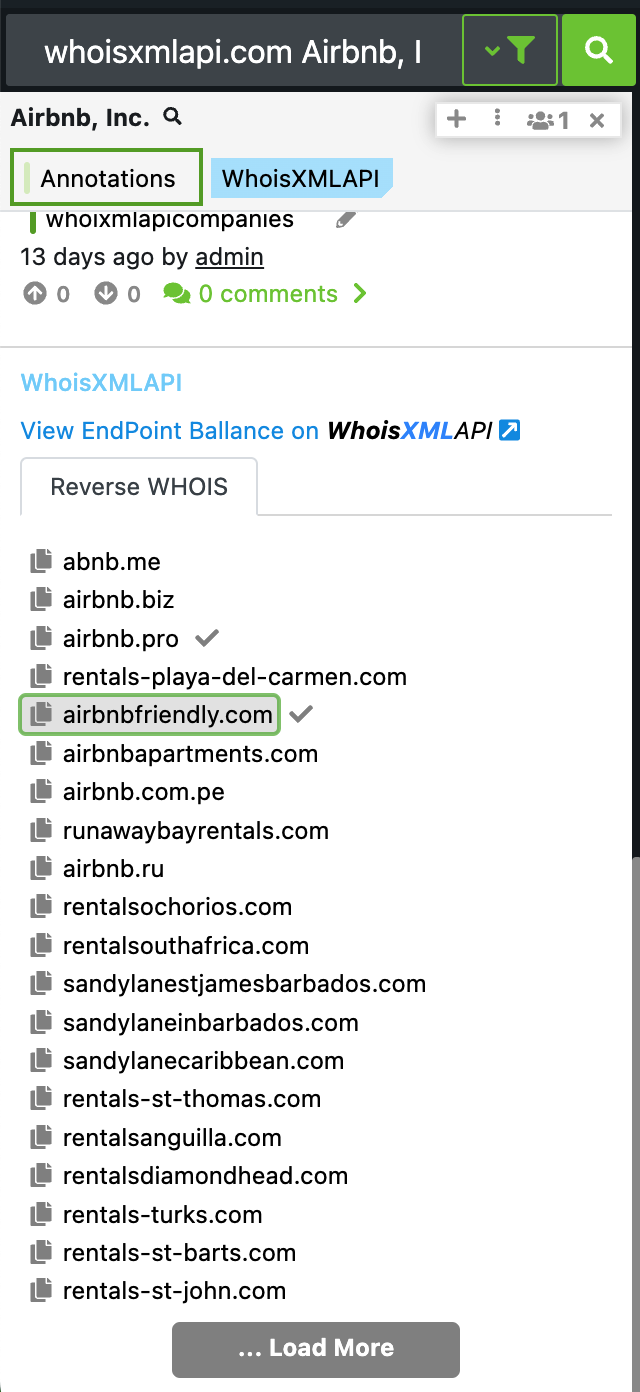 whoisxmlapi.com Airbnb, I
Airbnb, Inc.
1
Annotations WhoisXMLAPI
whoixmlapicompanies
13 days ago by admin
0 0 0 comments
WhoisXMLAPI
View EndPoint Ballance on WhoisXMLAPI
Reverse WHOIS
abnb.me
airbnb.biz
airbnb.pro
rentals-playa-del-carmen.com
airbnbfriendly.com
airbnbapartments.com
airbnb.com.pe
runawaybayrentals.com
airbnb.ru
rentalsochorios.com
rentalsouthafrica.com
sandylanestjamesbarbados.com
sandylaneinbarbados.com
sandylanecaribbean.com
rentals-st-thomas.com
rentalsanguilla.com
rentalsdiamondhead.com
rentals-turks.com
rentals-st-barts.com
rentals-st-john.com
... Load More